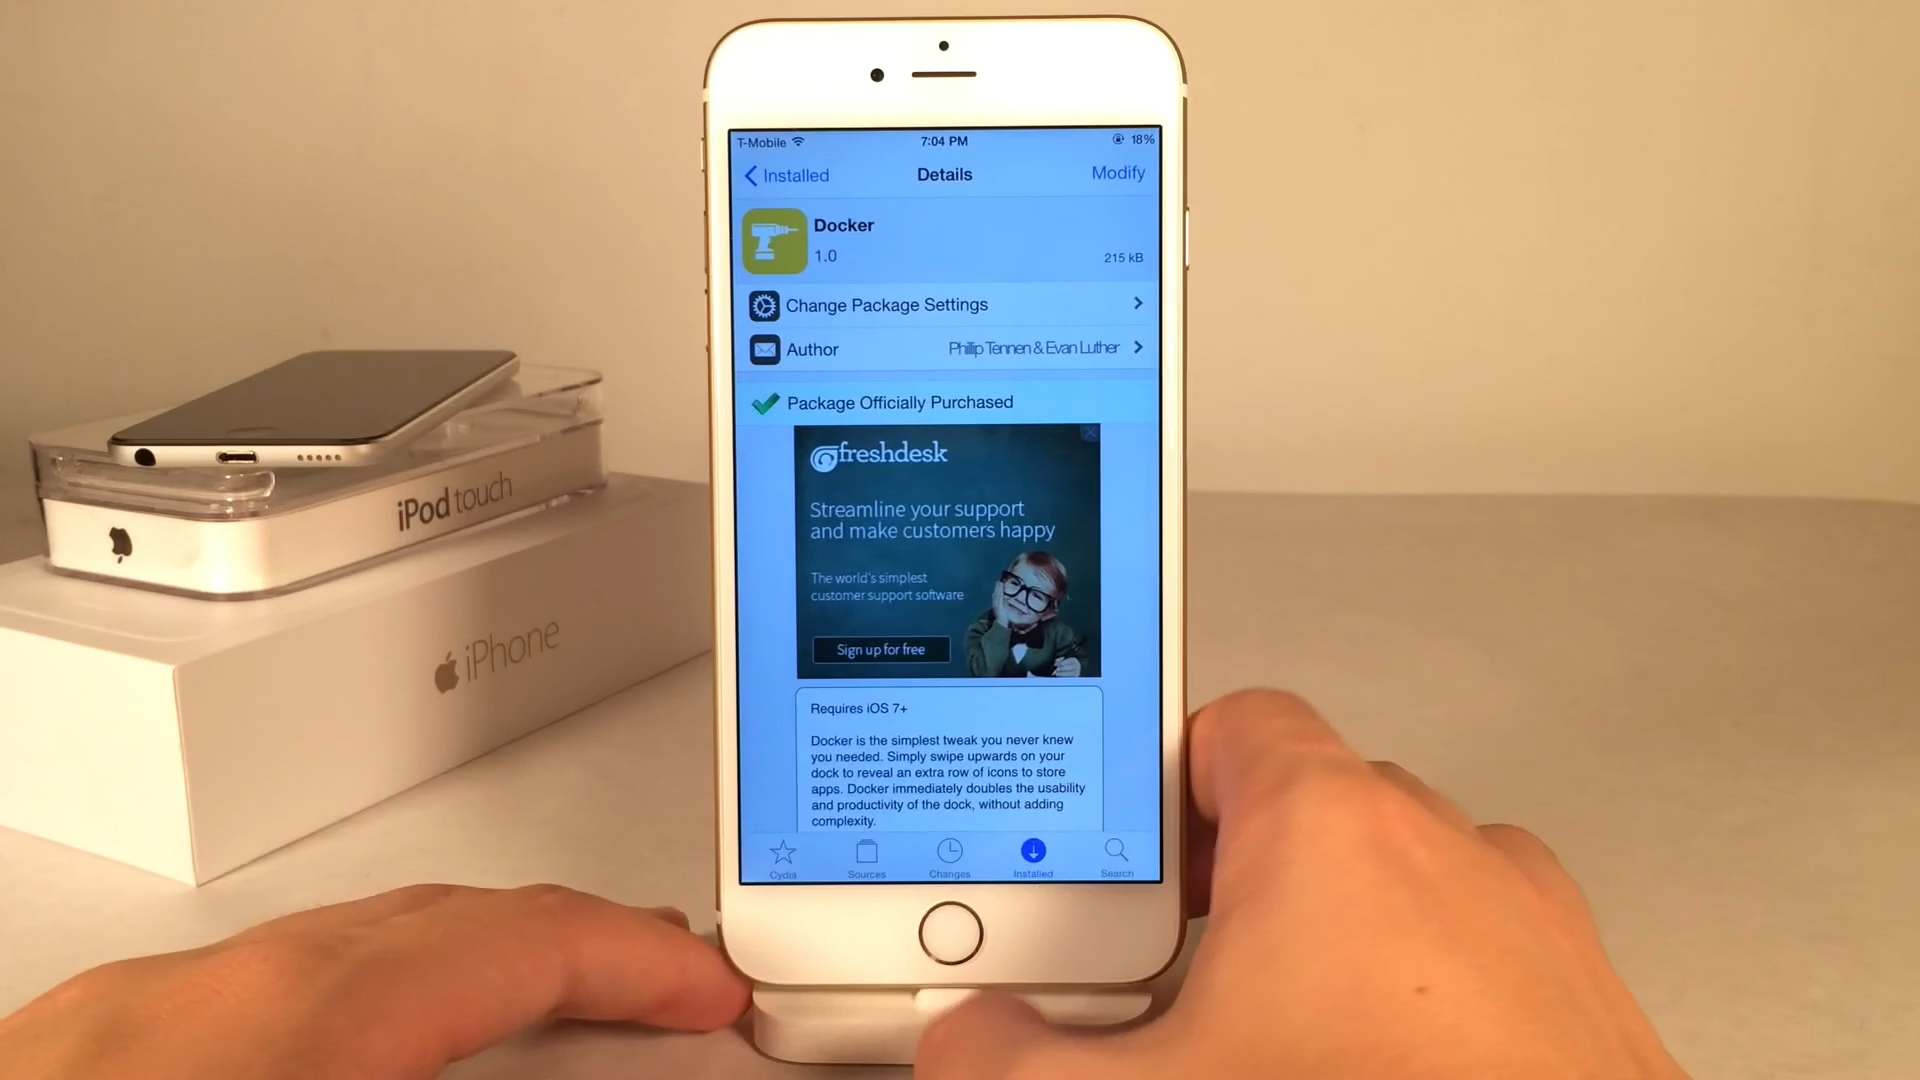 T-Mobile 7:04 PM 18%
Installed Details Modify
Docker
1.0 215 kB
Change Package Settings
Author Phillip Tennen & Evan Luther
Package Officially Purchased
freshdesk
Streamline your support
and make customers happy
The world's simplest
customer support software
Sign up for free
Requires iOS 7+
Docker is the simplest tweak you never knew
you needed. Simply swipe upwards on your
dock to reveal an extra row of icons to store
apps. Docker immediately doubles the usability
and productivity of the dock, without adding
complexity.
Cydia Sources Changes Installed Search
iPod touch
iPhone